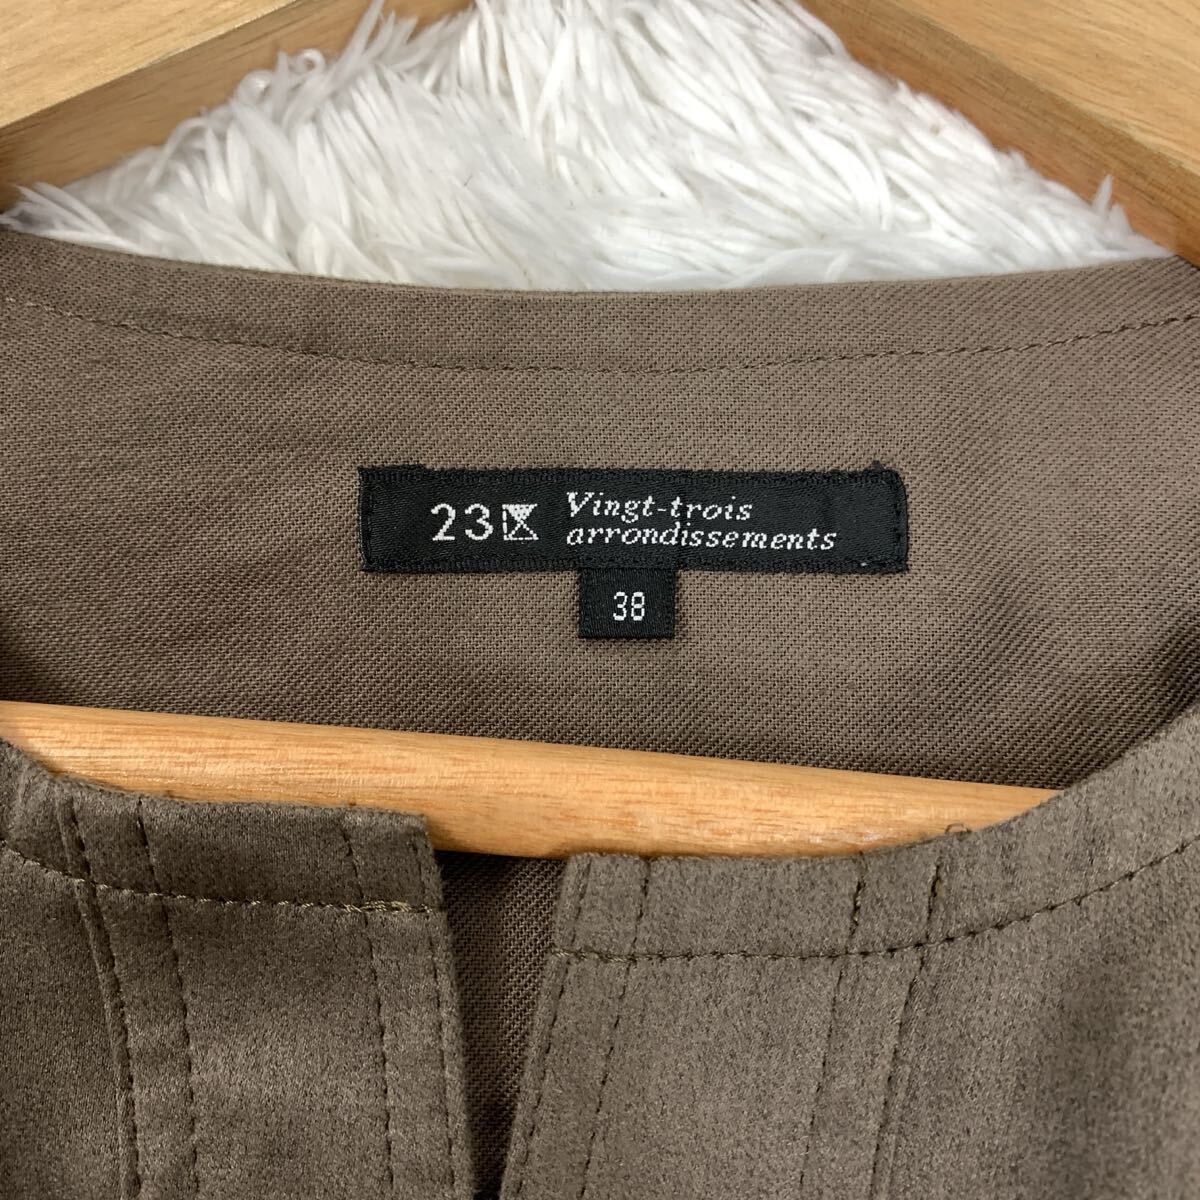 23区
Vingt-trois
arrondissements
38